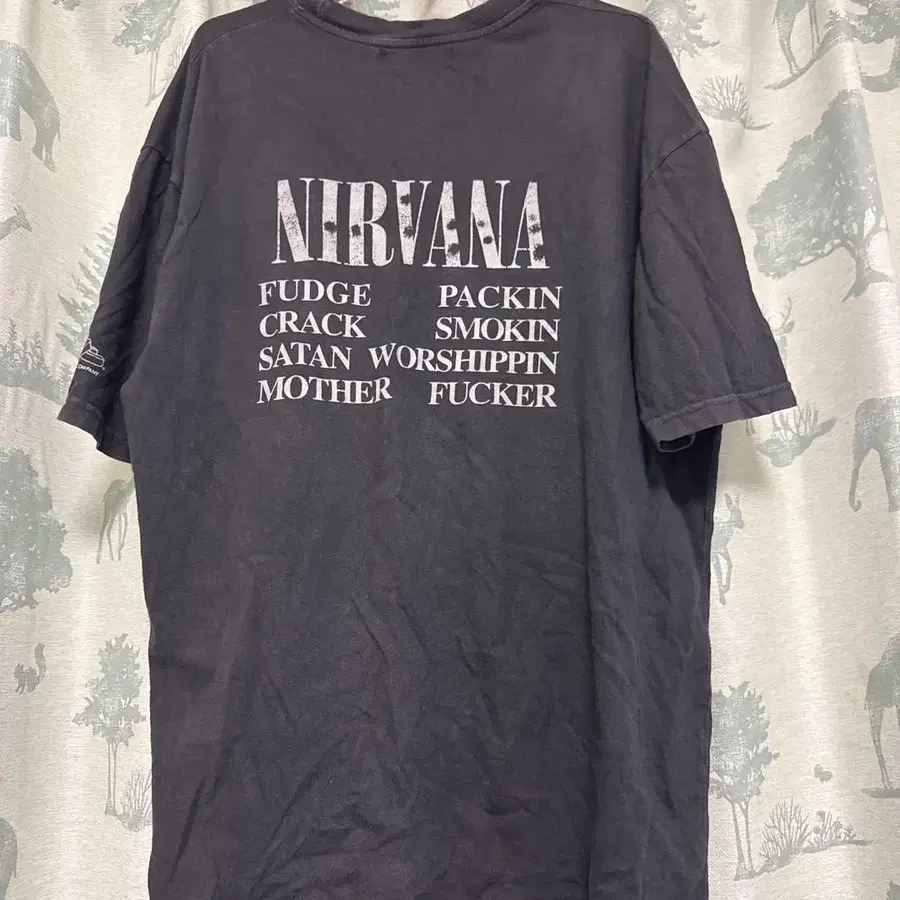 NIRVANA
FUDGE PACKIN
CRACK SMOKIN
SATAN WORSHIPPIN
MOTHER FUCKER